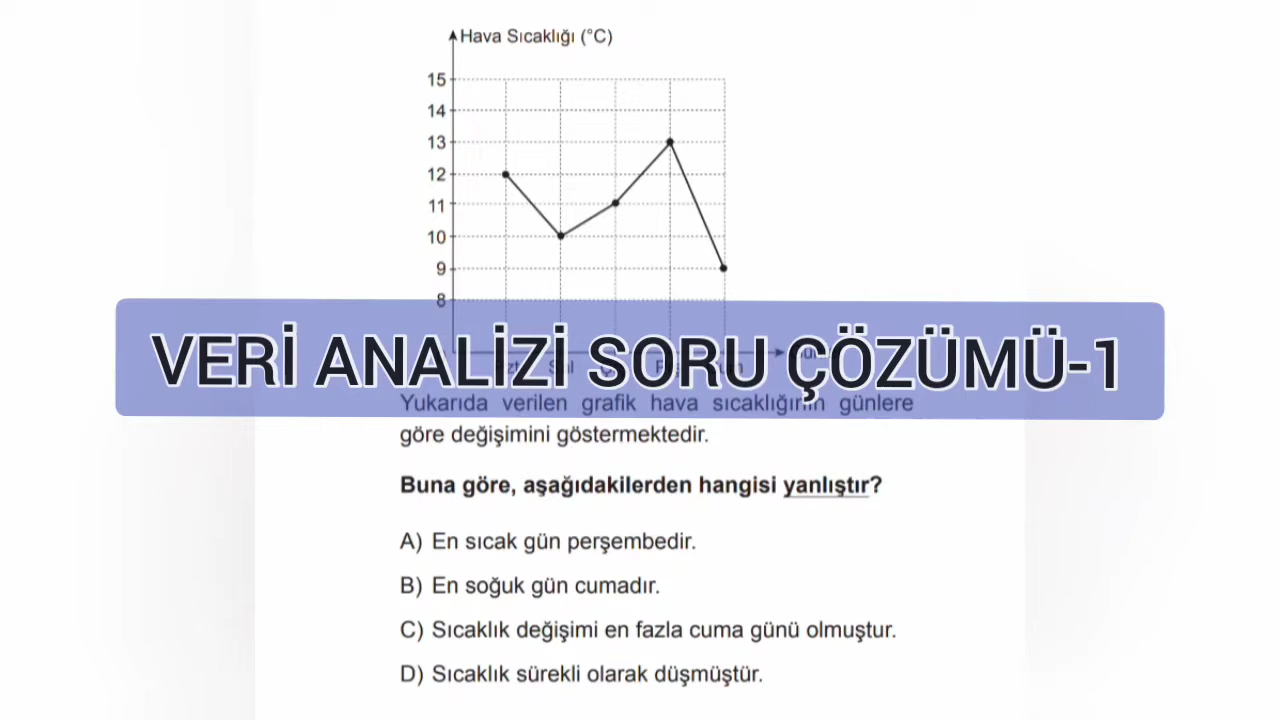 Hava Sıcaklığı (°C)
15
14
13
12
11
10
9
8
VERİ ANALİZİ SORU ÇÖZÜMÜ-1
Yukarıda verilen grafik hava sıcaklığının günlere
göre değişimini göstermektedir.
Buna göre, aşağıdakilerden hangisi yanlıştır?
A) En sıcak gün perşembedir.
B) En soğuk gün cumadır.
C) Sıcaklık değişimi en fazla cuma günü olmuştur.
D) Sıcaklık sürekli olarak düşmüştür.